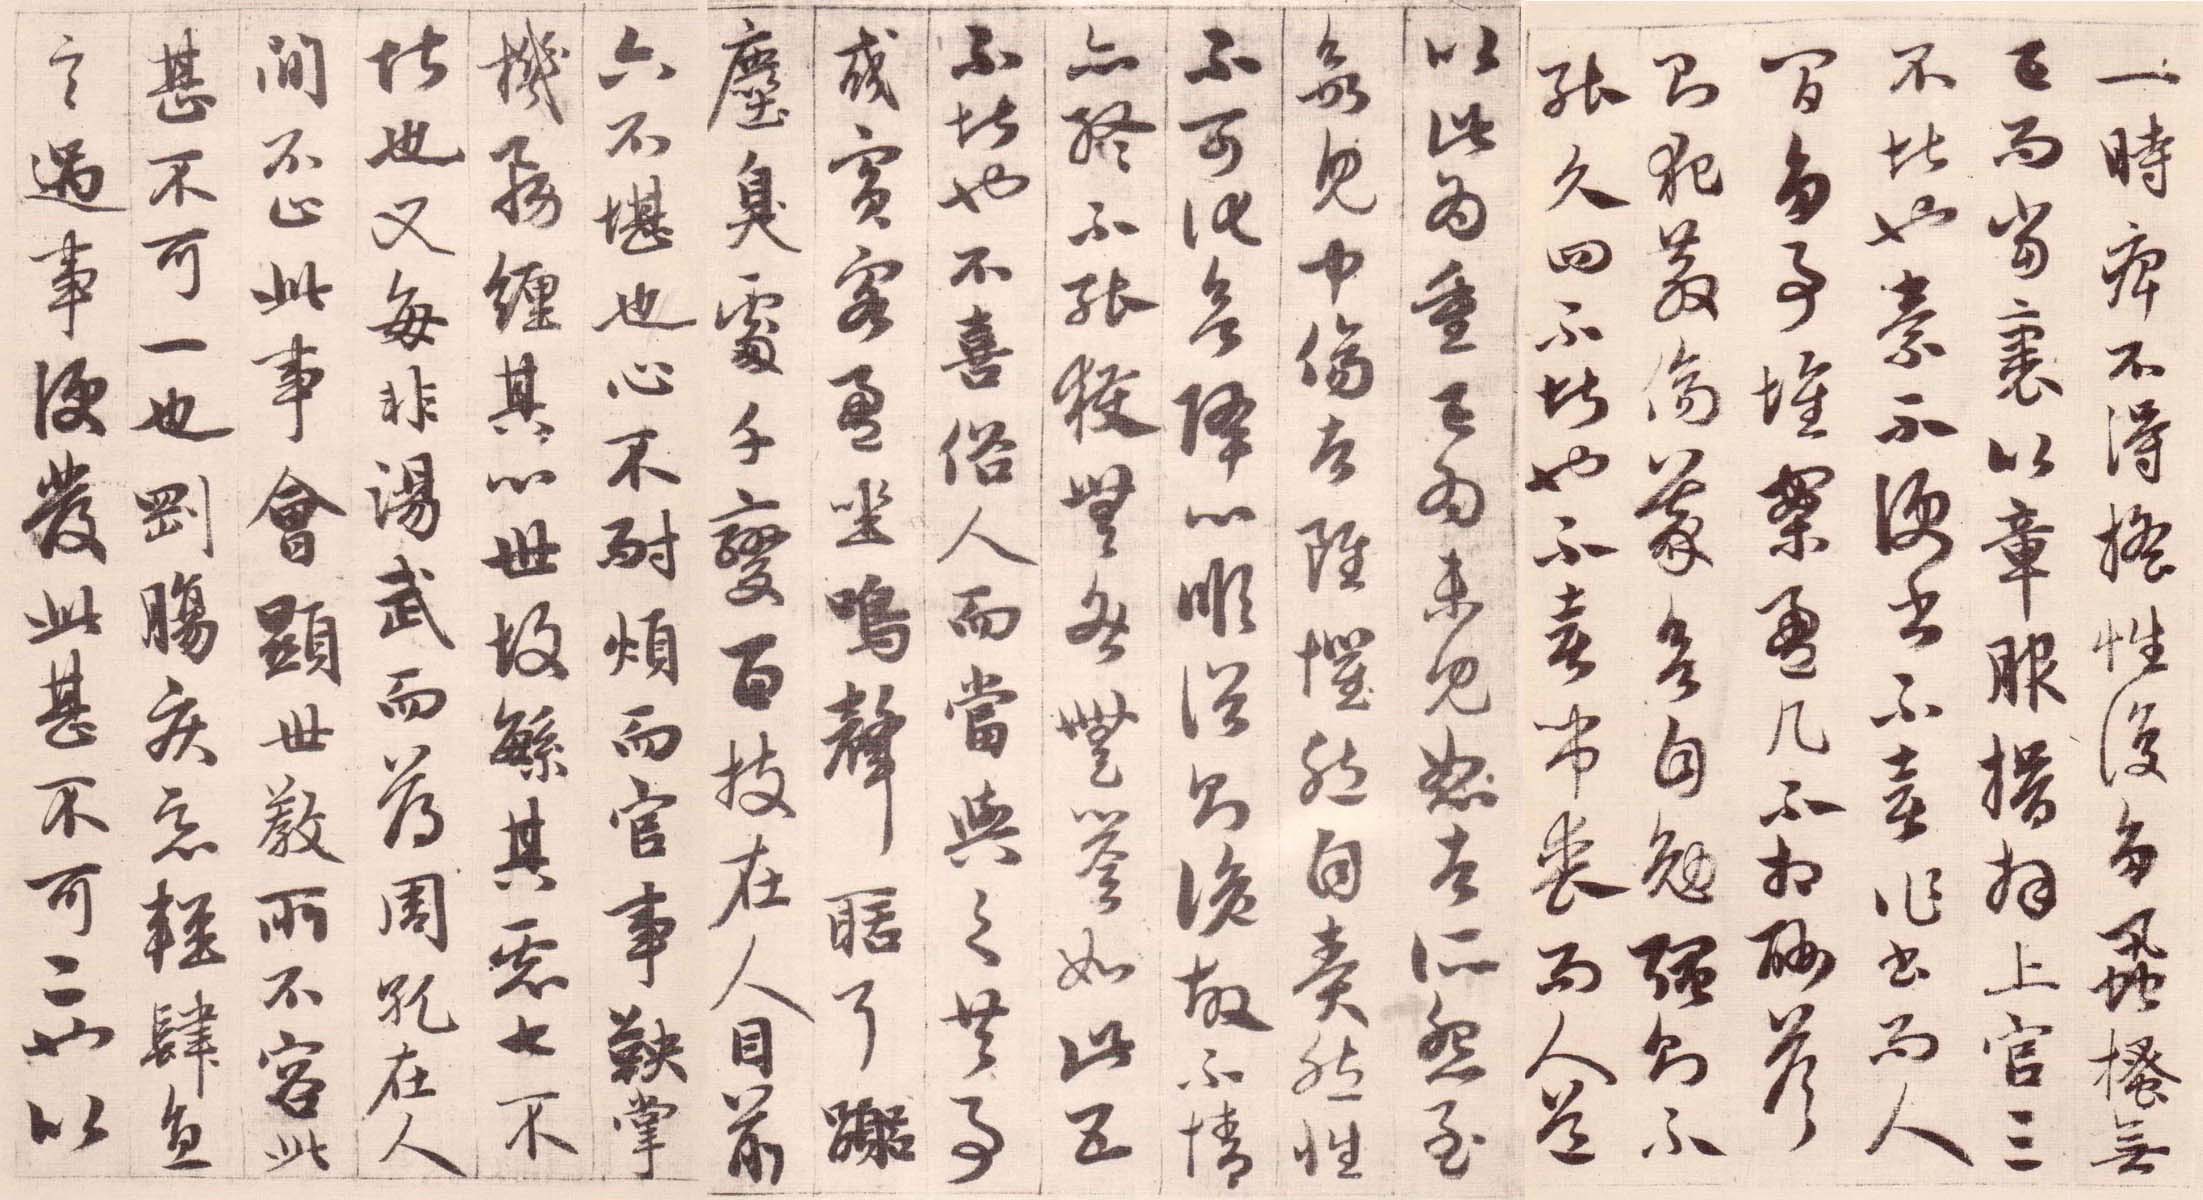 一時痹不得搖性復多蝨搔無
已而當裹以章服揖拜上官三
不堪也素不便書不喜作書而人
間多事堆案盈几不相酬答
則犯教傷義欲自勉強則不
能久四不堪也不喜弔喪而人道
以此為重已為未見恕者所怨至
欲見中傷者雖懼然自責然性
不可化欲降心順俗則詭故不情
亦終不能獲無咎無譽如此五
不堪也不喜俗人而當與之共事
或賓客盈坐鳴聲聒耳囂
塵臭處千變百技在人目前
六不堪也心不耐煩而官事鞅掌
機務纏其心世故繁其慮七不
堪也又每非湯武而薄周孔在人
間不止此事會顯世教所不容此
甚不可一也剛腸疾惡輕肆直
言遇事便發此甚不可二也以